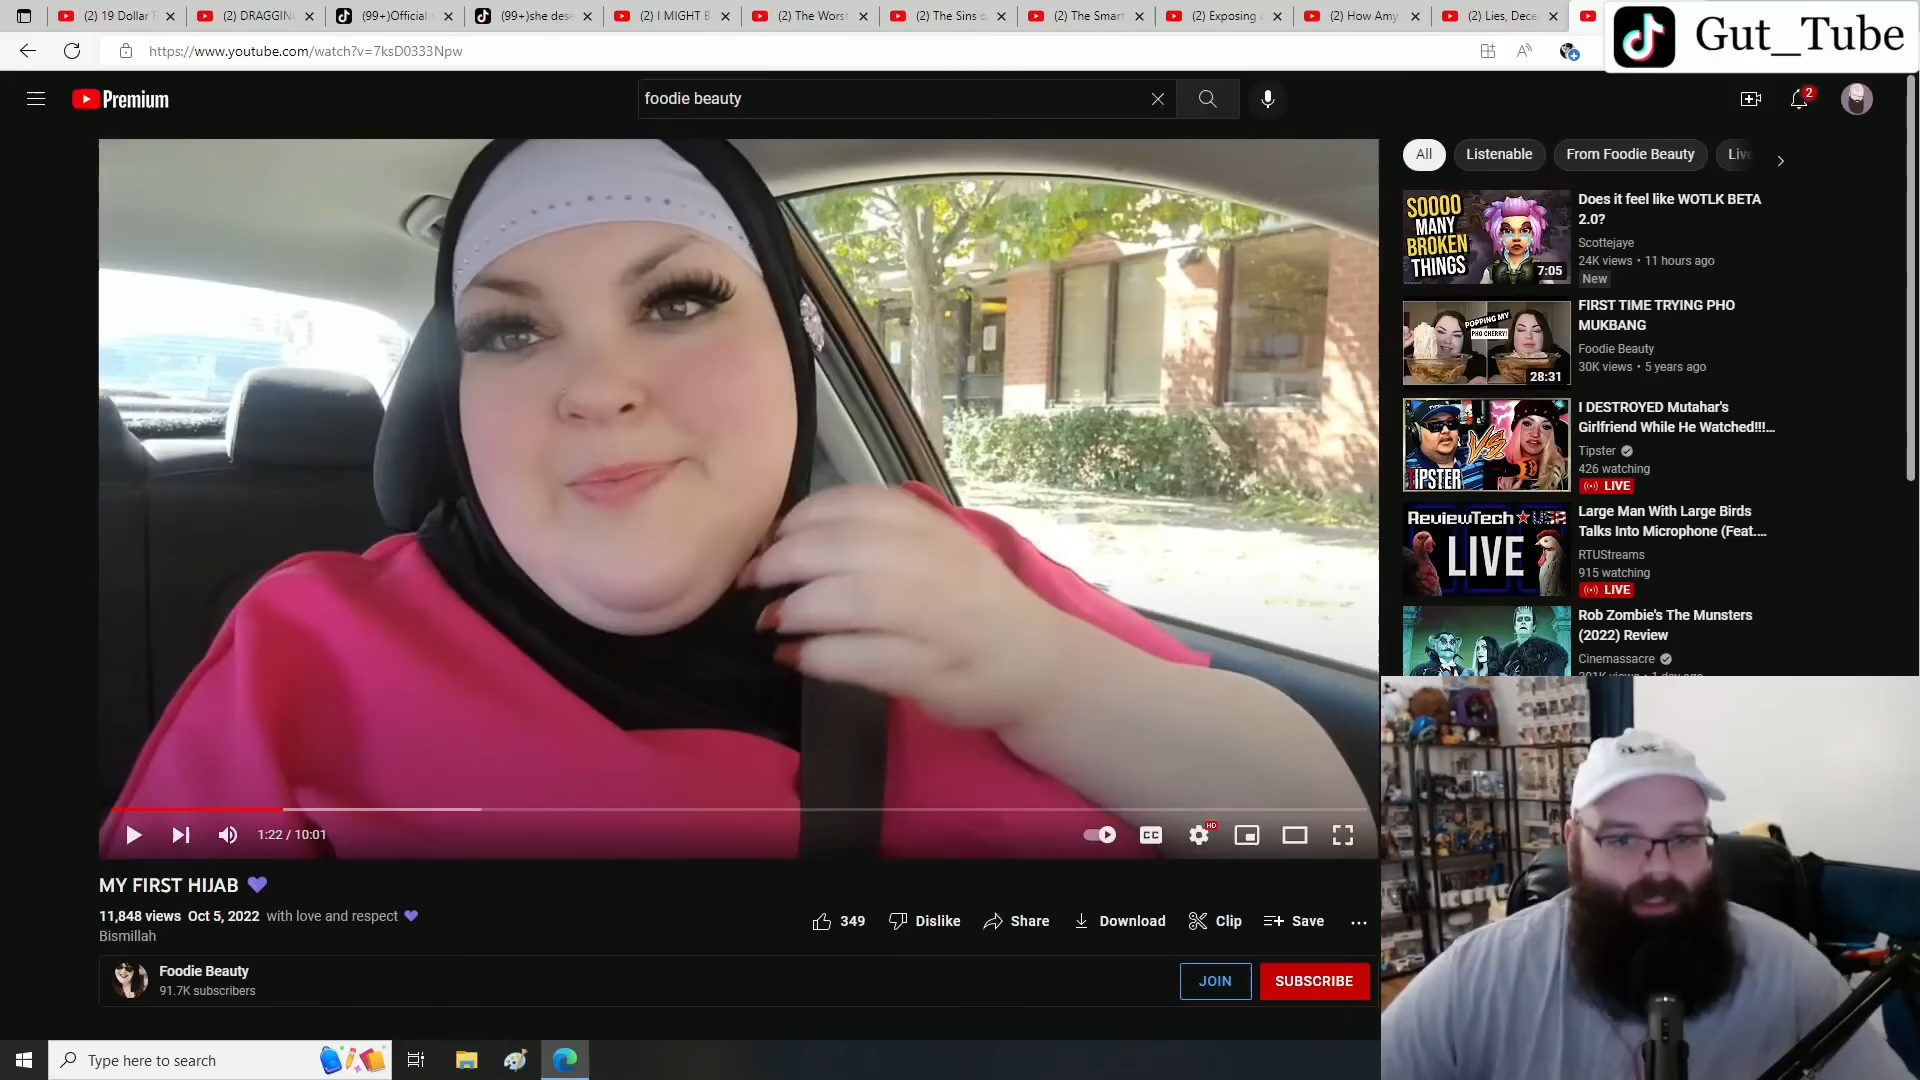 (2) 19 Dollar F
(2) DRAGGIN
(99+)Official
(99+)she dese
(2) I MIGHT B
(2) The Worst
(2) The Sins o
(2) The Smart
(2) Exposing a
(2) How Amy
(2) Lies, Dece
Gut_Tube
https://www.youtube.com/watch?v=7ksD0333Npw
Premium
foodie beauty
2
All
Listenable
From Foodie Beauty
Live
SOOOO
MANY
BROKEN
THINGS
7:05
Does it feel like WOTLK BETA
2.0?
Scottejaye
24K views • 11 hours ago
New
POPPING MY
PHO CHERRY!
28:31
FIRST TIME TRYING PHO
MUKBANG
Foodie Beauty
30K views • 5 years ago
VS
TIPSTER
I DESTROYED Mutahar's
Girlfriend While He Watched!!!...
Tipster
426 watching
LIVE
ReviewTech USA
LIVE
Large Man With Large Birds
Talks Into Microphone (Feat....
RTUStreams
915 watching
LIVE
Rob Zombie's The Munsters
(2022) Review
Cinemassacre
1:22 / 10:01
CC
HD
MY FIRST HIJAB 💜
11,848 views Oct 5, 2022 with love and respect 💜
Bismillah
349
Dislike
Share
Download
Clip
Save
Foodie Beauty
91.7K subscribers
JOIN
SUBSCRIBE
Type here to search